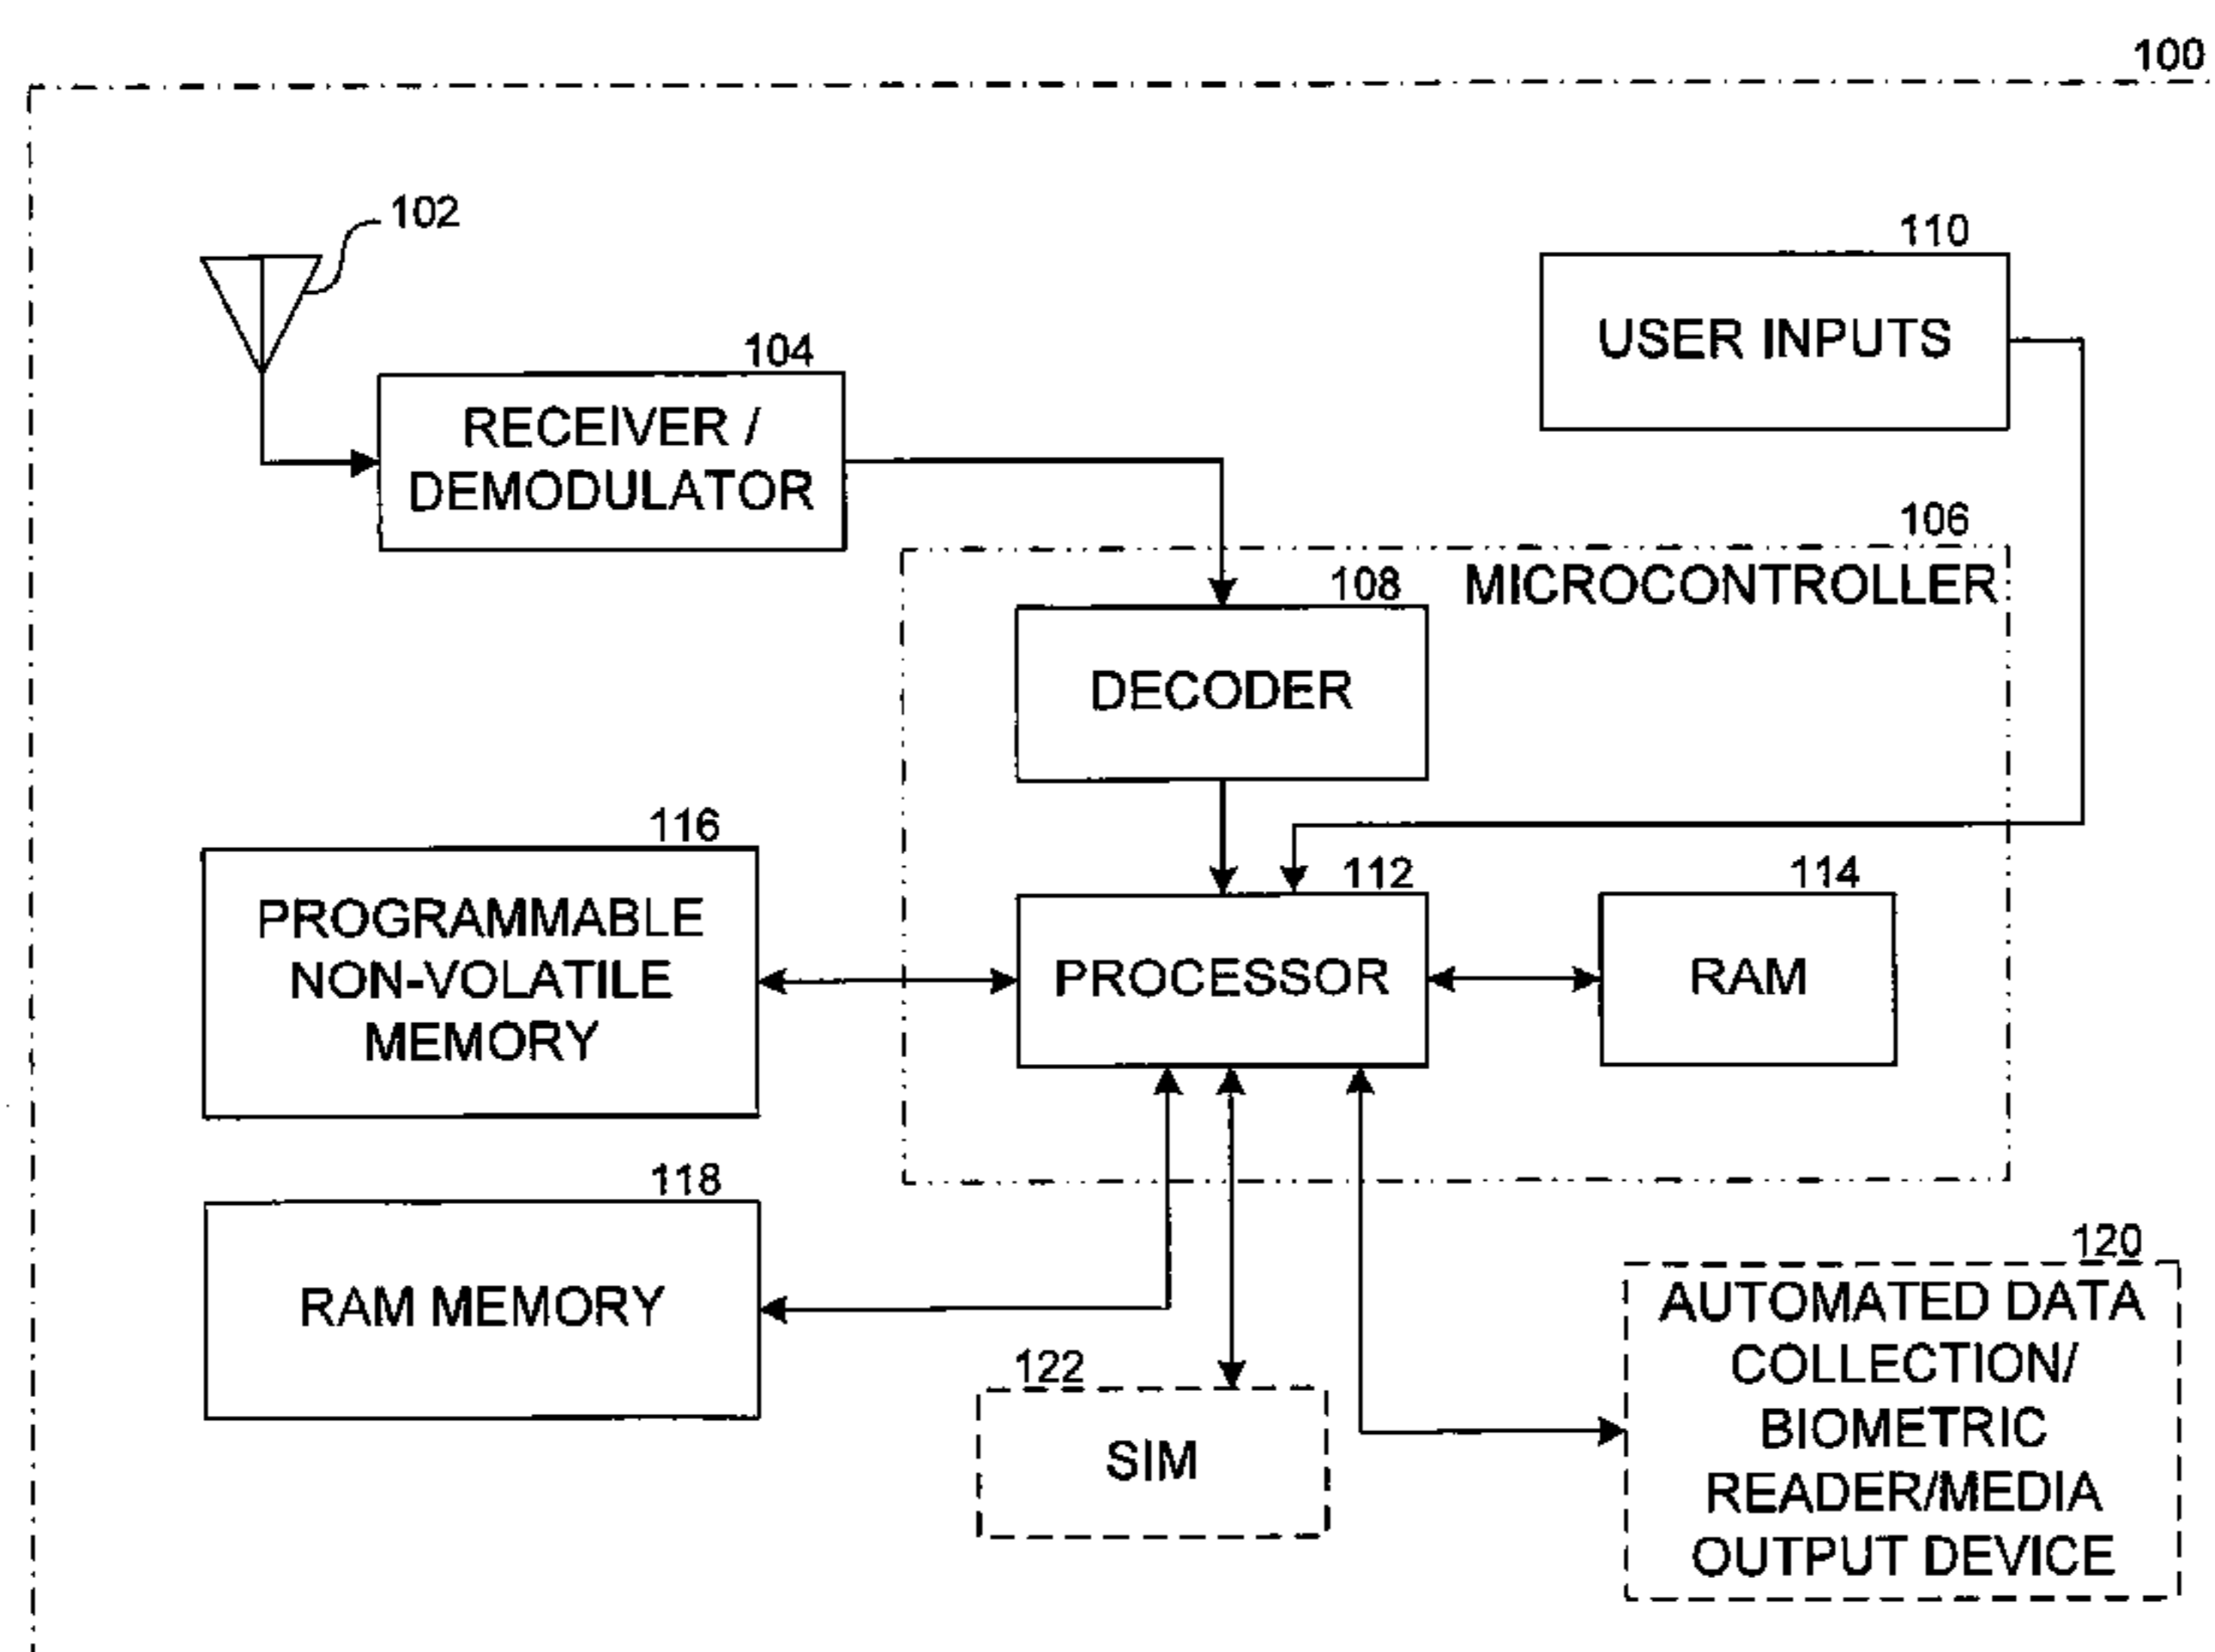 100
102
104
RECEIVER /
DEMODULATOR
110
USER INPUTS
106
MICROCONTROLLER
108
DECODER
116
PROGRAMMABLE
NON-VOLATILE
MEMORY
112
PROCESSOR
114
RAM
118
RAM MEMORY
122
SIM
120
AUTOMATED DATA
COLLECTION/
BIOMETRIC
READER/MEDIA
OUTPUT DEVICE